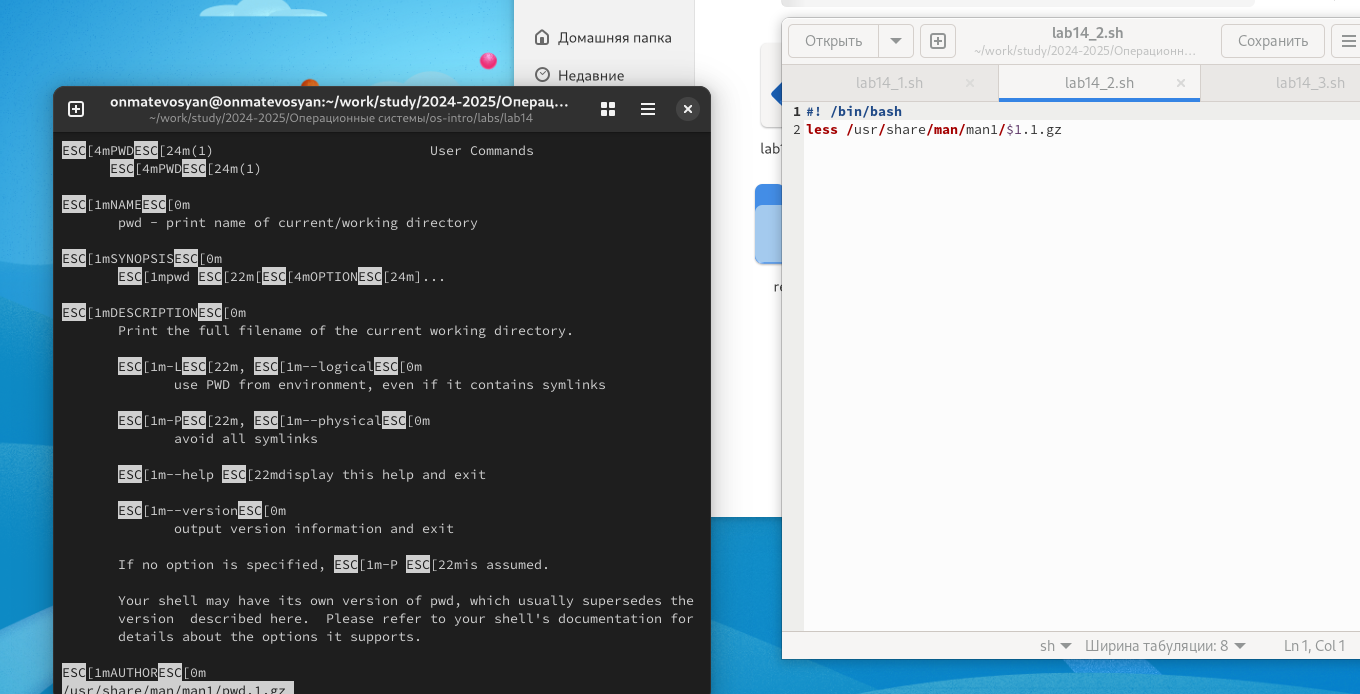 Домашняя папка
Недавние
onmatevosyan@onmatevosyan:~/work/study/2024-2025/Операц...
~/work/study/2024-2025/Операционные системы/os-intro/labs/lab14
ESC[4mPWDESC[24m(1) User Commands
ESC[4mPWDESC[24m(1)
ESC[1mNAMEESC[0m
pwd - print name of current/working directory
ESC[1mSYNOPSISESC[0m
ESC[1mpwd ESC[22m[ESC[4mOPTIONESC[24m]...
ESC[1mDESCRIPTIONESC[0m
Print the full filename of the current working directory.
ESC[1m-LESC[22m, ESC[1m--logicalESC[0m
use PWD from environment, even if it contains symlinks
ESC[1m-PESC[22m, ESC[1m--physicalESC[0m
avoid all symlinks
ESC[1m--help ESC[22mdisplay this help and exit
ESC[1m--versionESC[0m
output version information and exit
If no option is specified, ESC[1m-P ESC[22mis assumed.
Your shell may have its own version of pwd, which usually supersedes the
version  described here.  Please refer to your shell's documentation for
details about the options it supports.
ESC[1mAUTHORESC[0m
/usr/share/man/man1/pwd.1.gz
Открыть
lab14_2.sh
~/work/study/2024-2025/Операционн...
Сохранить
lab14_1.sh × lab14_2.sh × lab14_3.sh
1 #! /bin/bash
2 less /usr/share/man/man1/$1.1.gz
sh Ширина табуляции: 8 Ln 1, Col 1